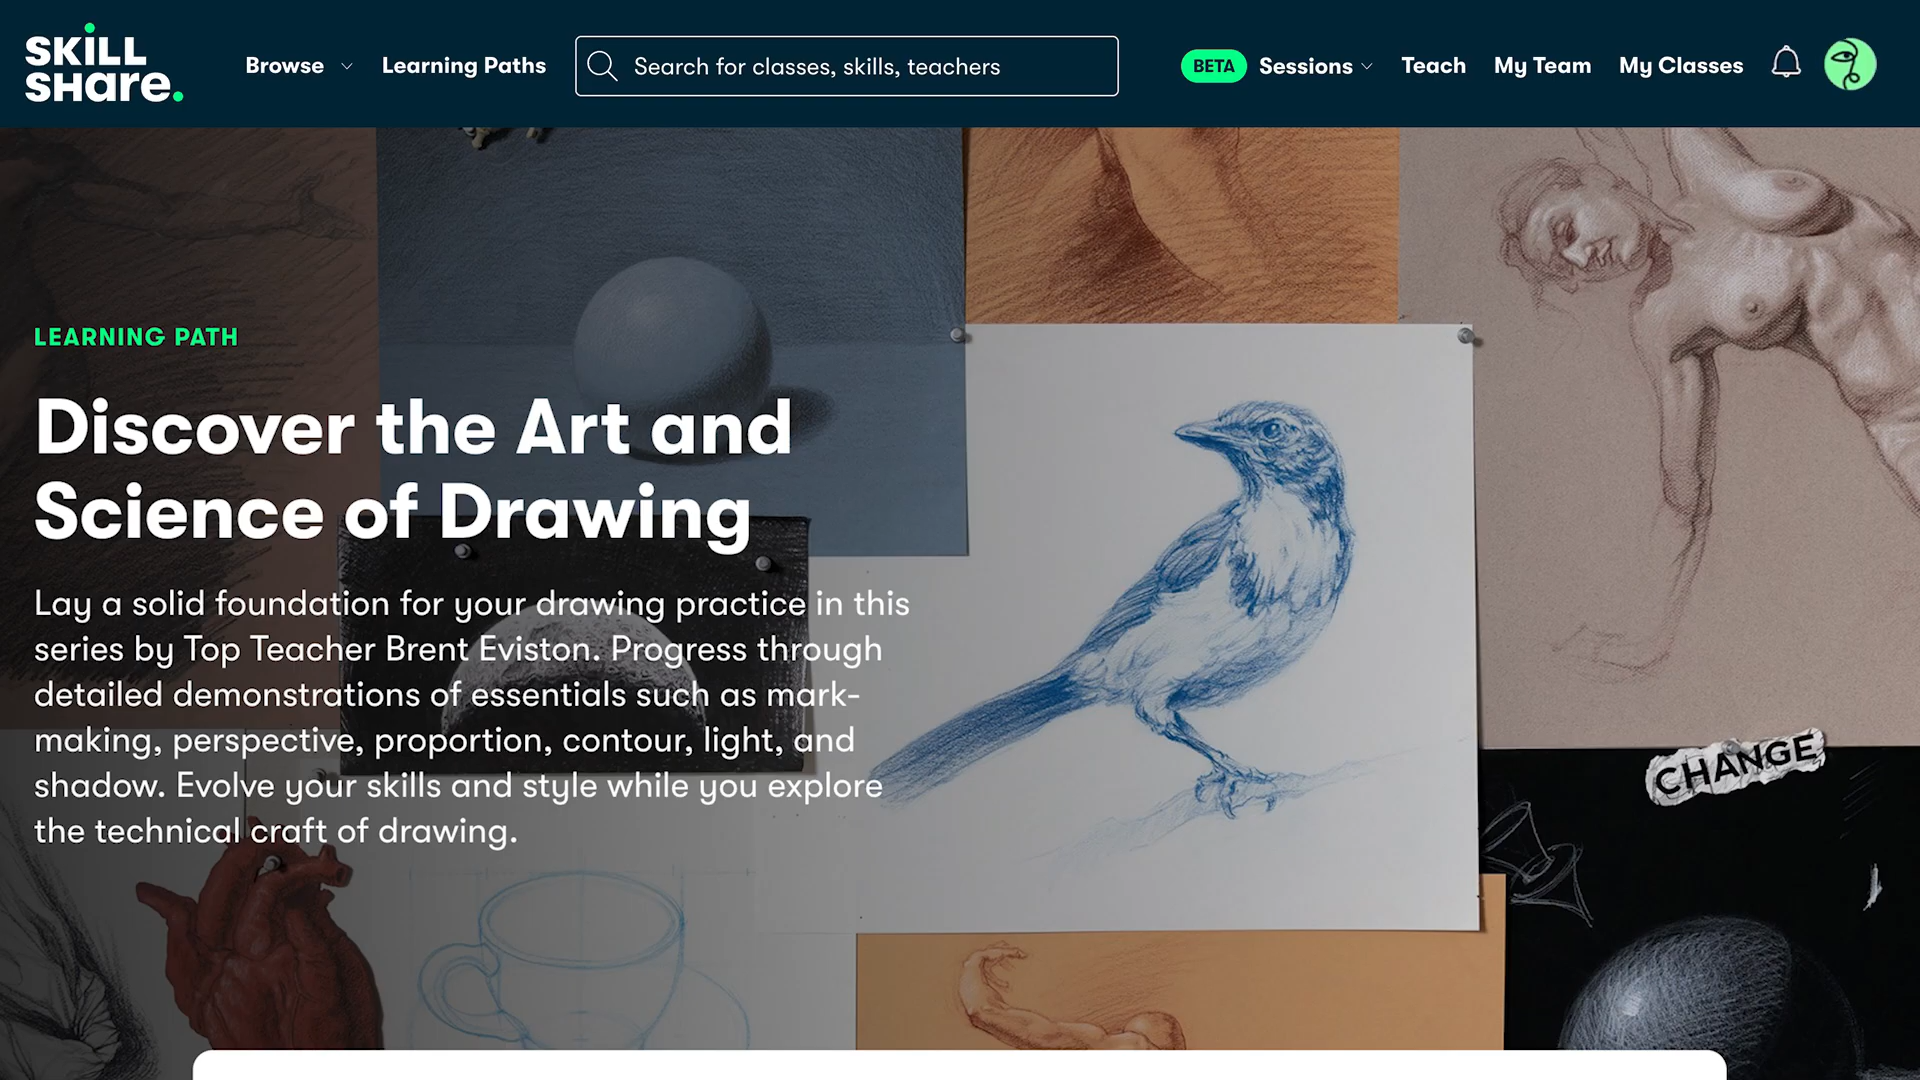 SKILL
SHare.
Browse
Learning Paths
Search for classes, skills, teachers
BETA
Sessions
Teach
My Team
My Classes
LEARNING PATH
Discover the Art and
Science of Drawing
Lay a solid foundation for your drawing practice in this
series by Top Teacher Brent Eviston. Progress through
detailed demonstrations of essentials such as mark-
making, perspective, proportion, contour, light, and
shadow. Evolve your skills and style while you explore
the technical craft of drawing.
CHANGE